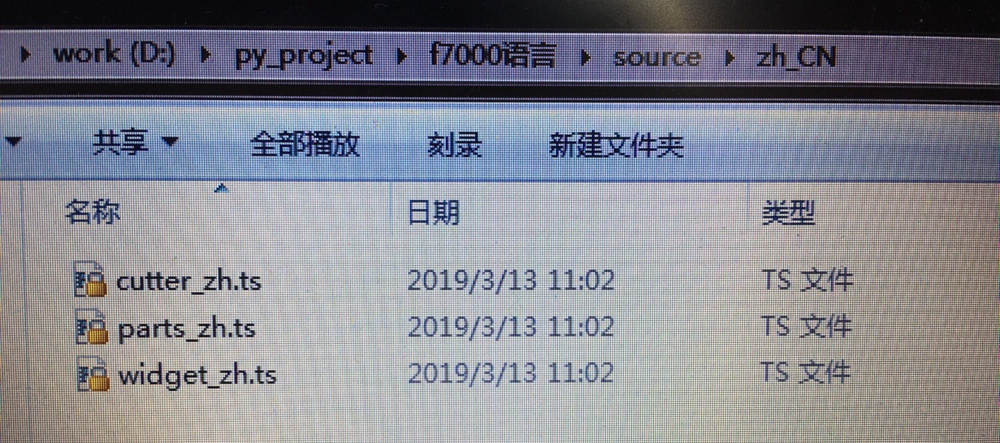 work (D:) py_project f7000语言 source zh_CN
共享 全部播放 刻录 新建文件夹
名称 日期 类型
cutter_zh.ts 2019/3/13 11:02 TS 文件
parts_zh.ts 2019/3/13 11:02 TS 文件
widget_zh.ts 2019/3/13 11:02 TS 文件